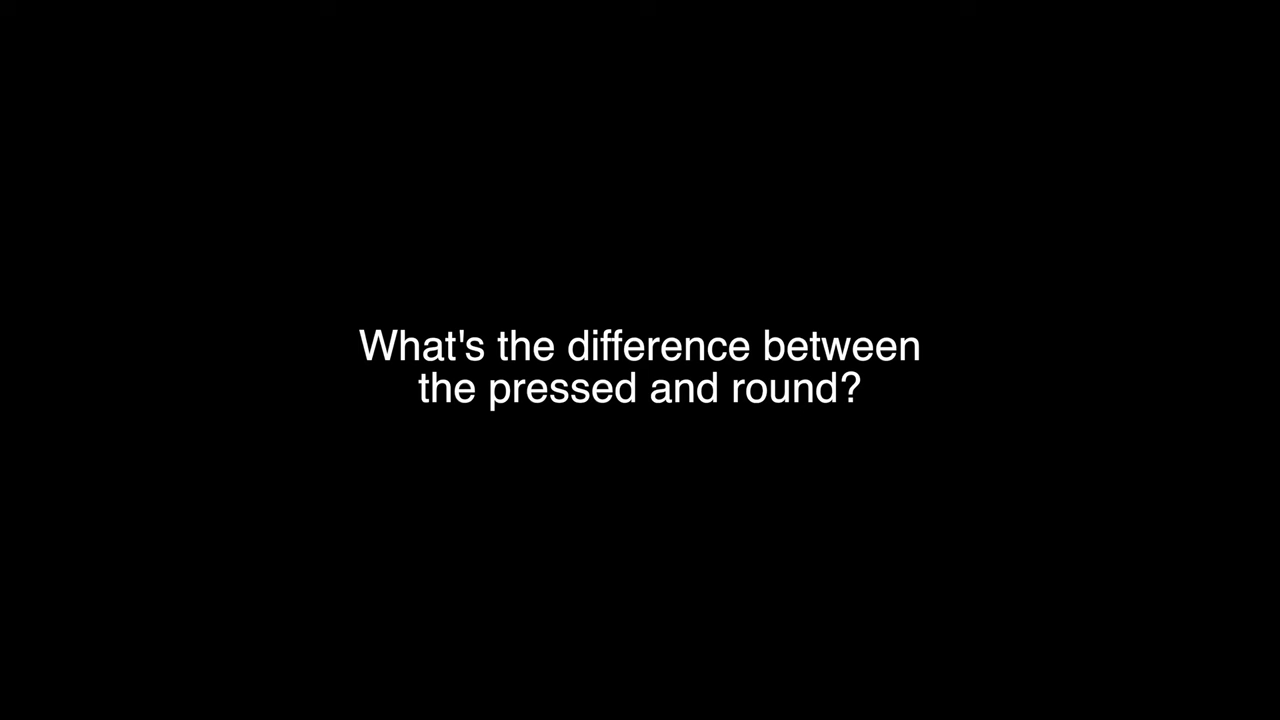 What's the difference between
the pressed and round?